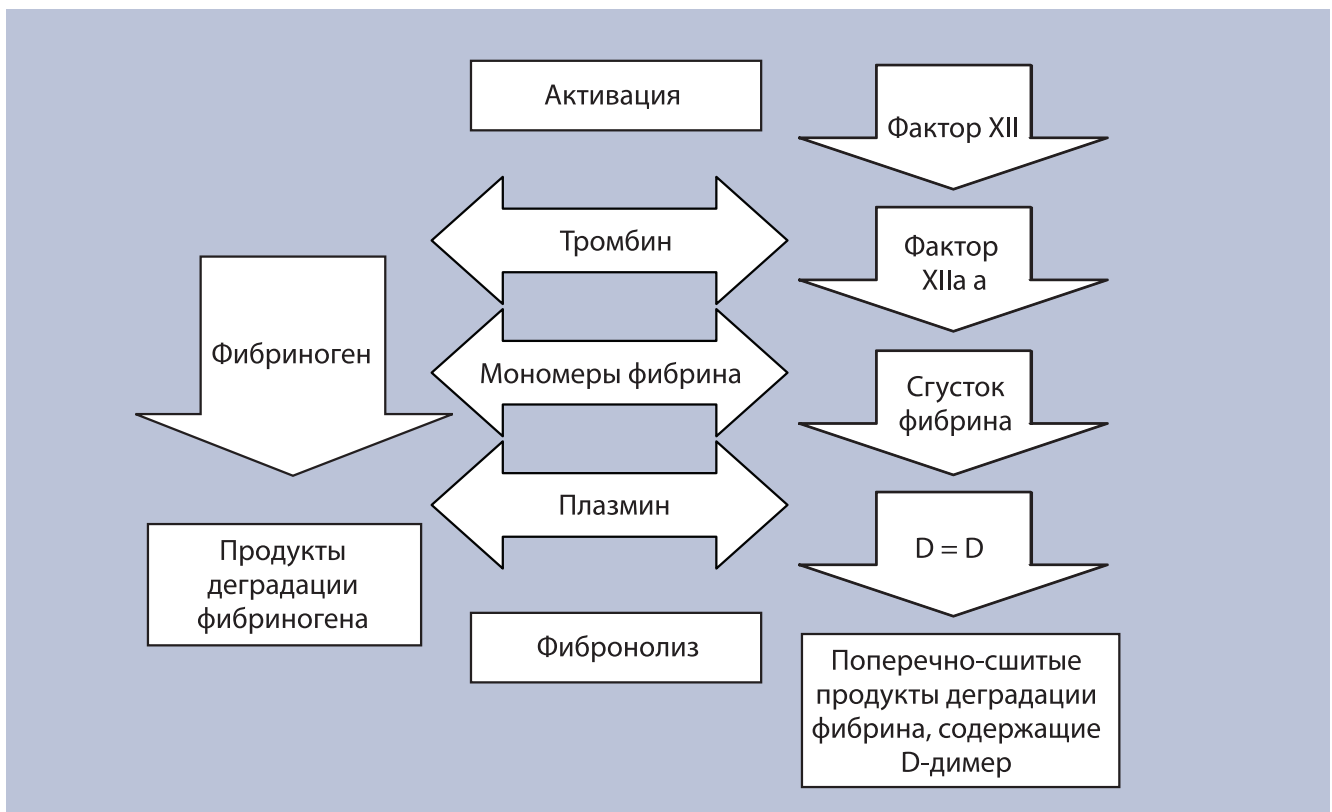 Активация
Фактор XII
Тромбин
Фактор
XIIa а
Фибриноген
Мономеры фибрина
Сгусток
фибрина
Плазмин
D = D
Продукты
деградации
фибриногена
Фибронолиз
Поперечно-сшитые
продукты деградации
фибрина, содержащие
D-димер